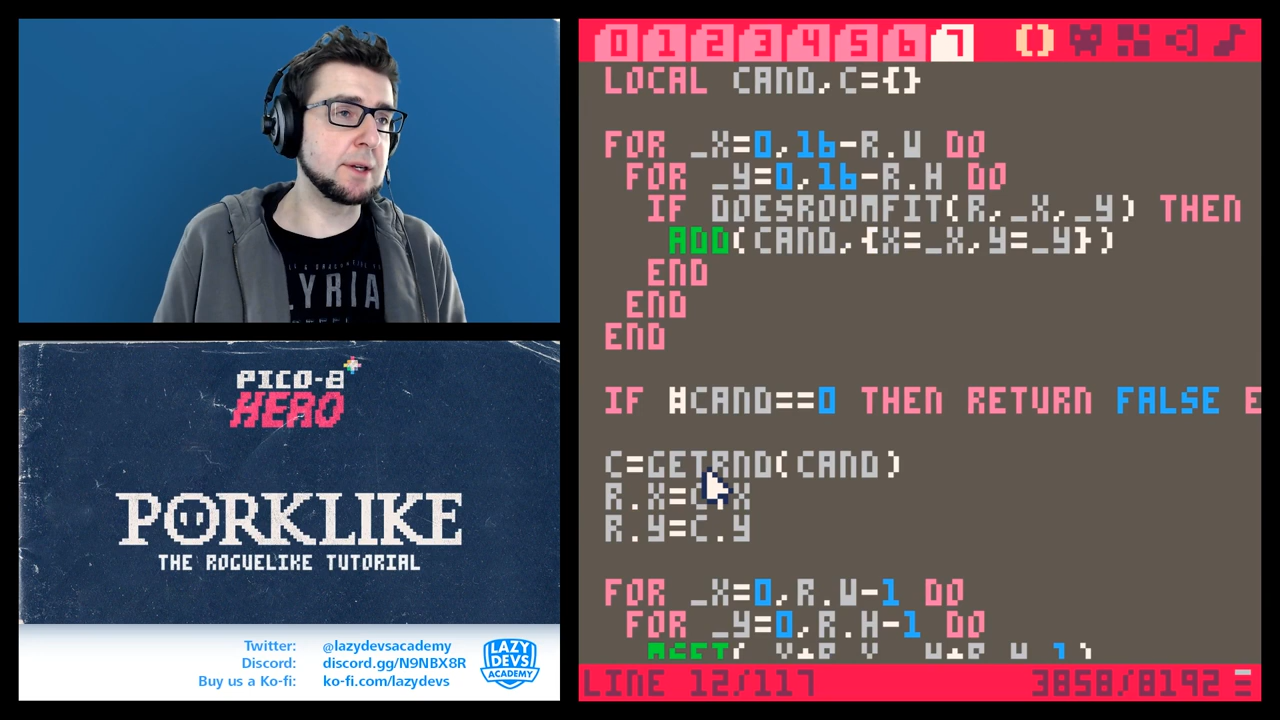 0 1 2 3 4 5 6 7
LOCAL CAND,C={}
FOR _X=0,16-R.W DO
FOR _Y=0,16-R.H DO
IF DOESROOMFIT(R,_X,_Y) THEN
ADD(CAND,{X=_X,Y=_Y})
END
END
END
IF #CAND==0 THEN RETURN FALSE E
C=GETRND(CAND)
R.X=C.X
R.Y=C.Y
FOR _X=0,R.W-1 DO
FOR _Y=0,R.H-1 DO
LINE 12/117 3858/8192
LYRIA
PICO-8
HERO
PORKLIKE
THE ROGUELIKE TUTORIAL
Twitter: @lazydevsacademy
Discord: discord.gg/N9NBX8R
Buy us a Ko-fi: ko-fi.com/lazydevs
LAZY
DEVS
ACADEMY